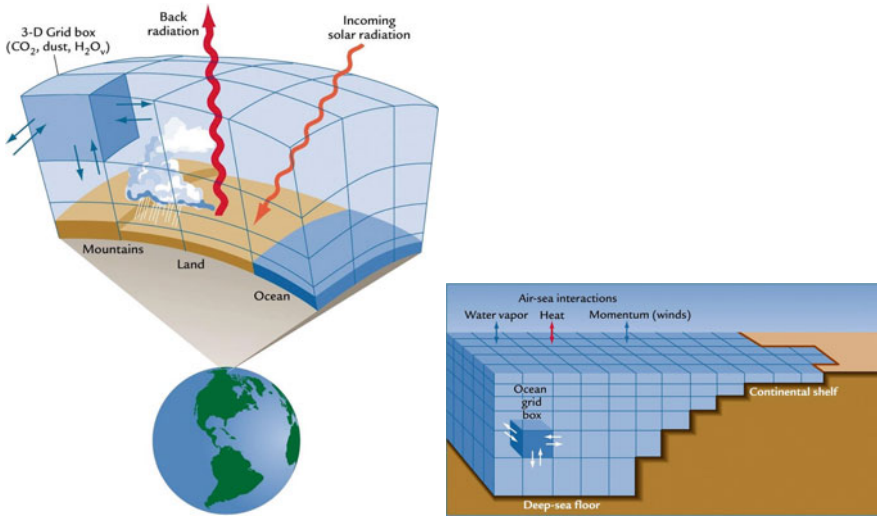 3-D Grid box
(CO2, dust, H2Ov)
Back
radiation
Incoming
solar radiation
Mountains
Land
Ocean
Air-sea interactions
Water vapor Heat Momentum (winds)
Ocean
grid
box
Continental shelf
Deep-sea floor